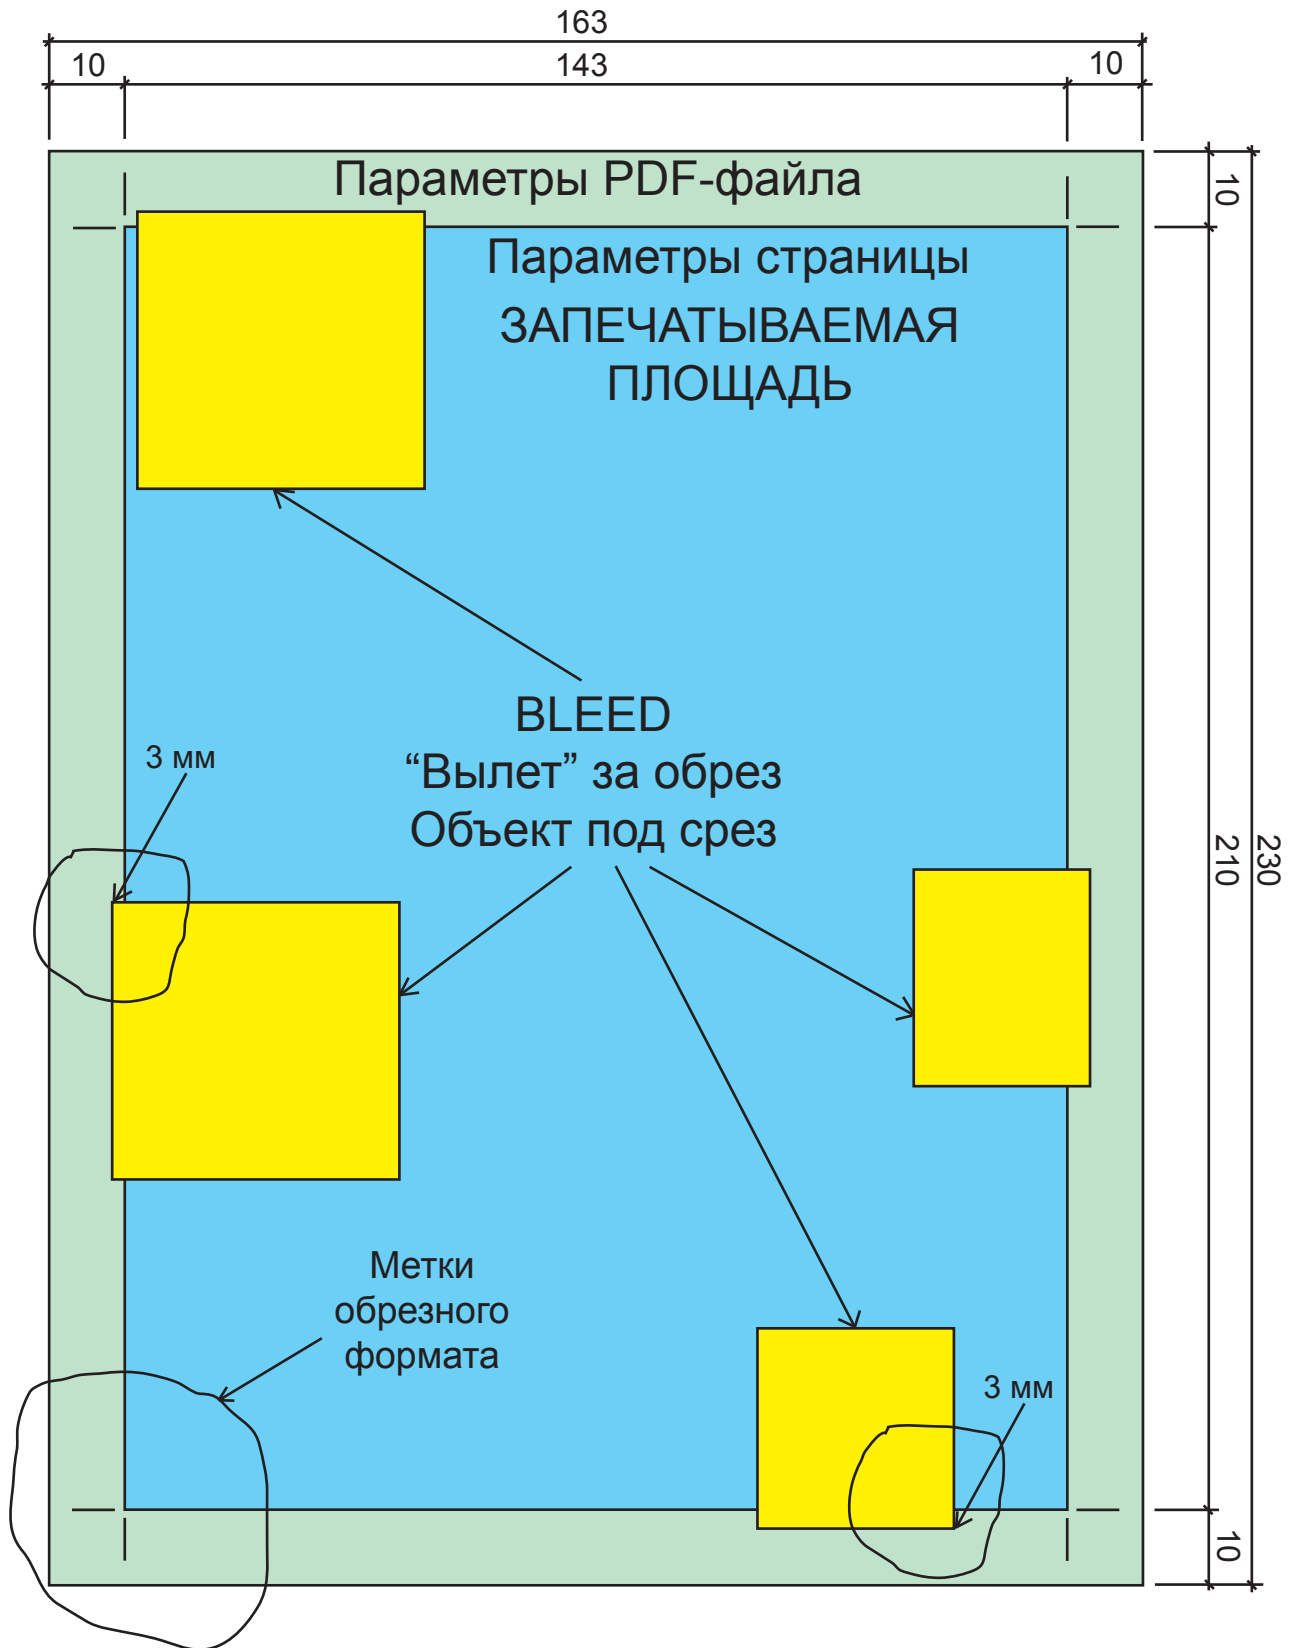 163
10
143
10
Параметры PDF-файла
10
Параметры страницы
ЗАПЕЧАТЫВАЕМАЯ
ПЛОЩАДЬ
BLEED
“Вылет” за обрез
Объект под срез
3 мм
210
230
Метки
обрезного
формата
3 мм
10